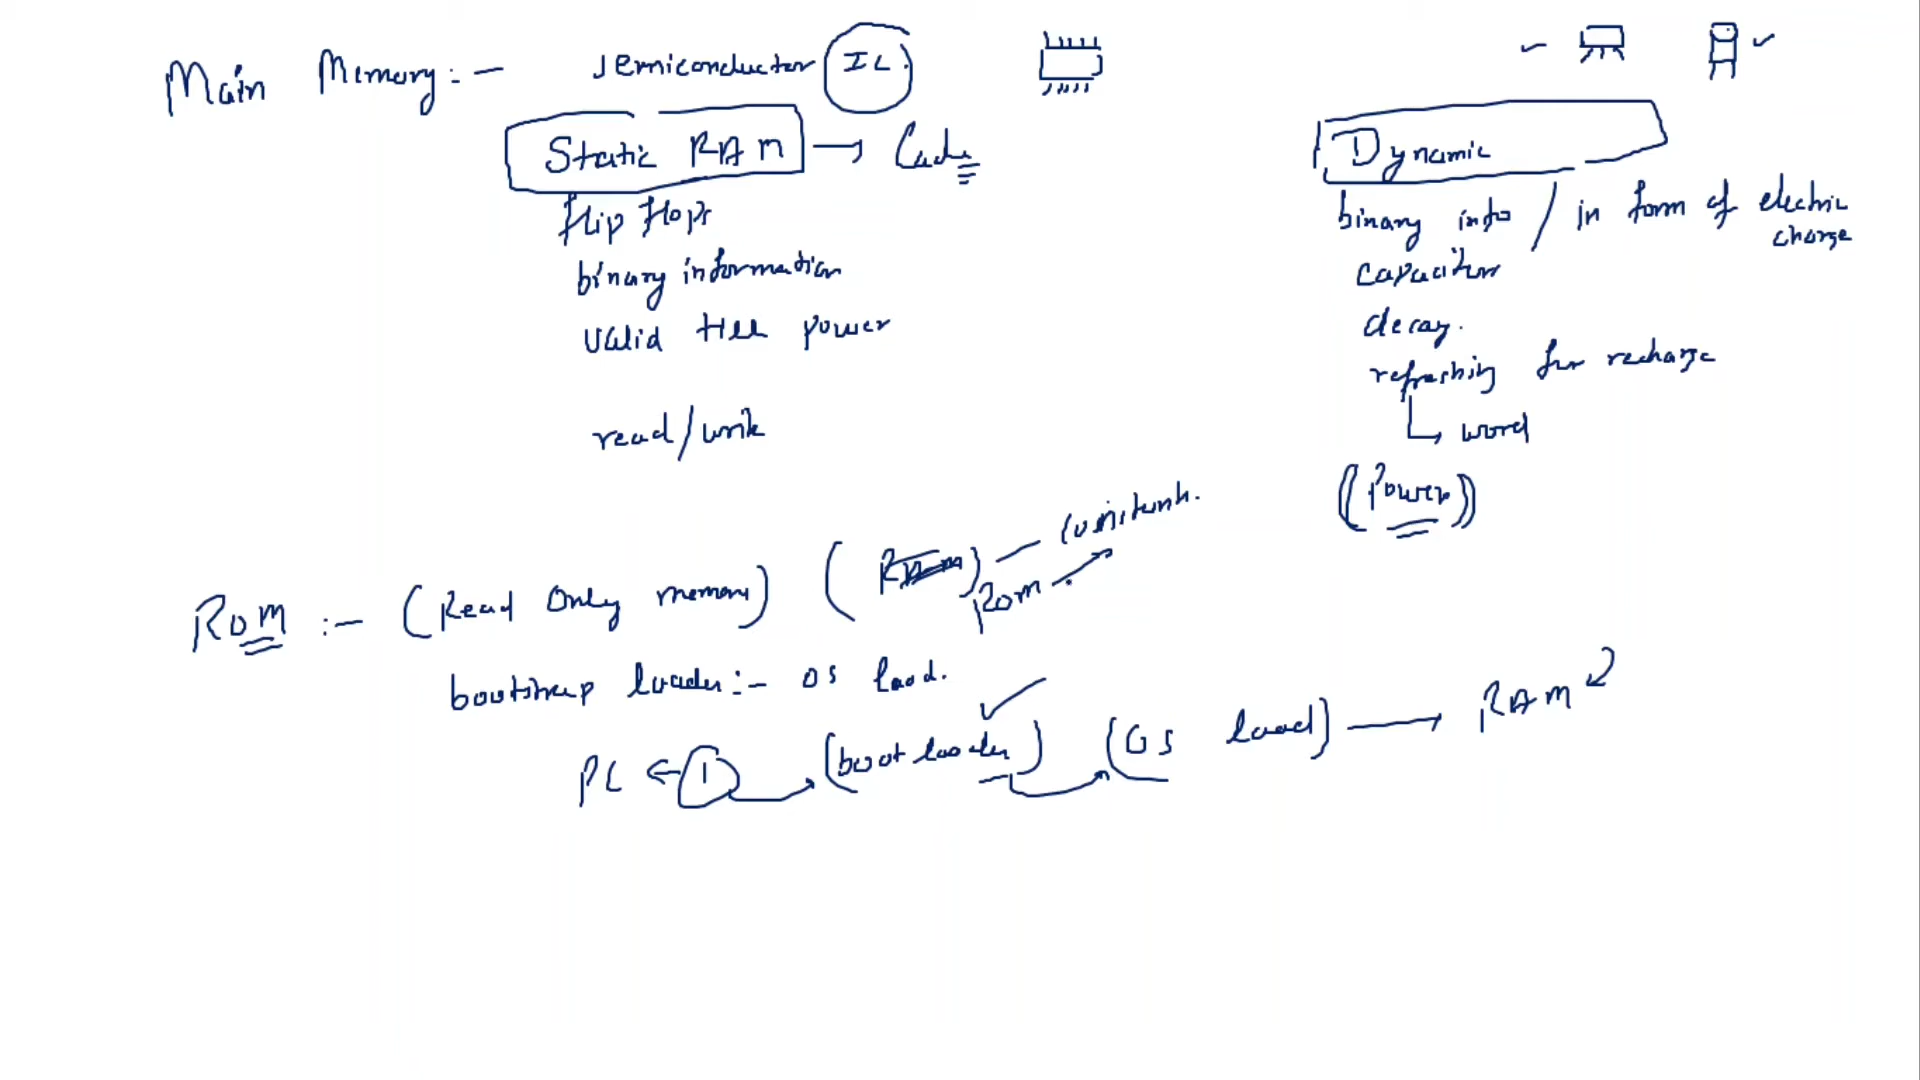 Main Memory :- semiconductor IC
Static RAM → Cache
flip flops
binary information
valid till power
read/write
Dynamic
binary info / in form of electric charge
capacitor
decay.
refreshing for recharge
word
((Power))
ROM :- (Read Only memory) (RAM) - constant.
Rom
bootstrap loader :- OS load.
PC ← 1 (boot loader) (OS load) → RAM